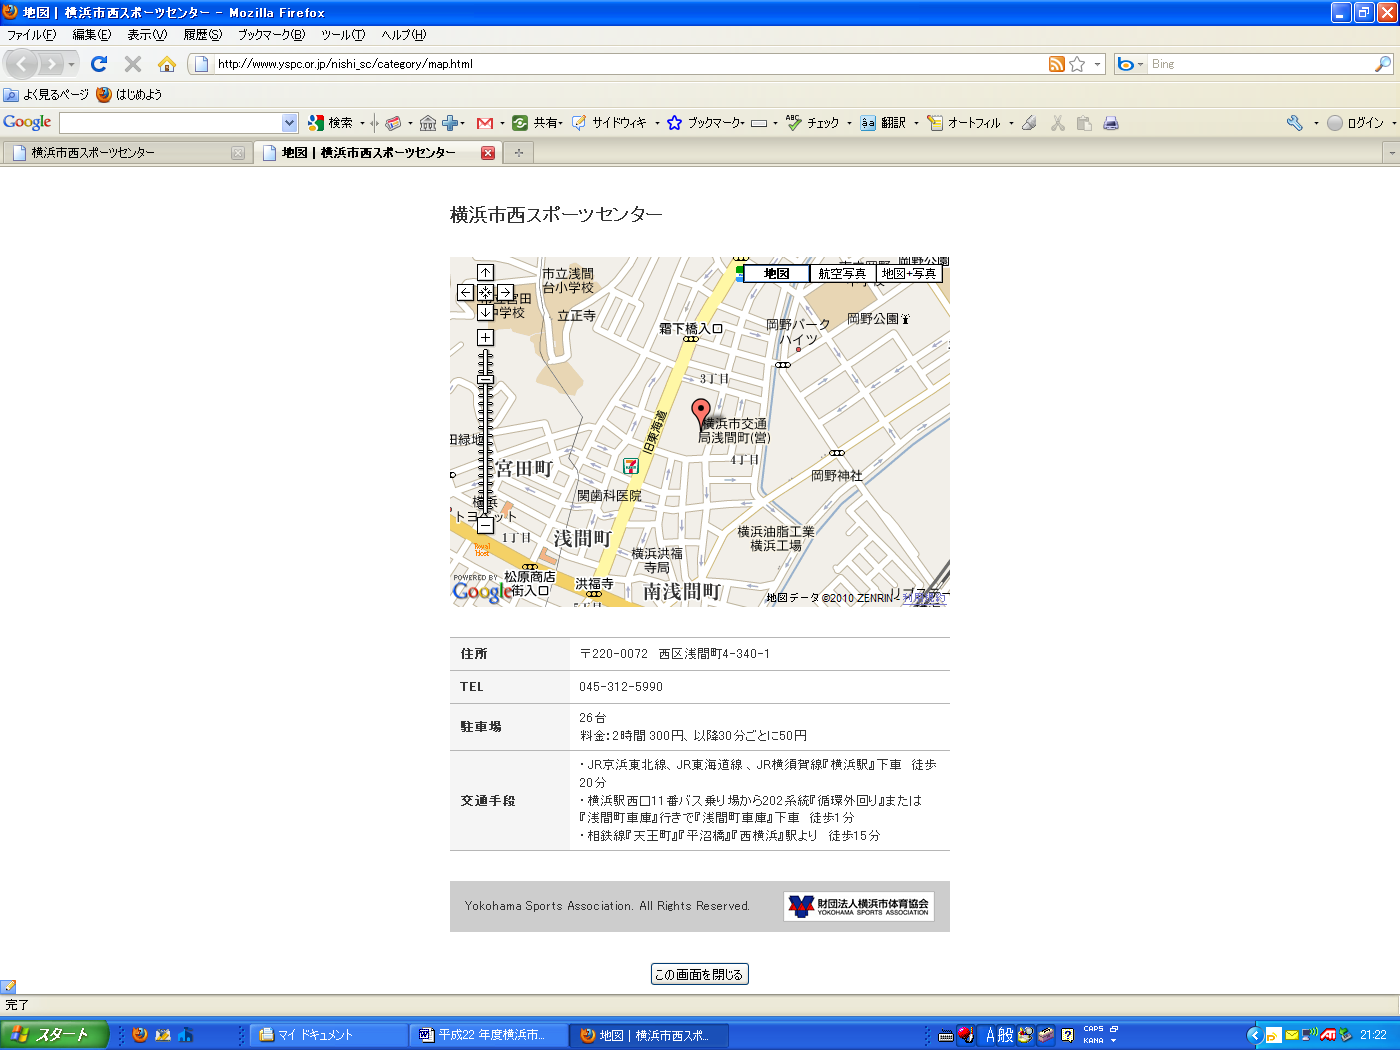 地図 | 横浜市西スポーツセンター - Mozilla Firefox
ファイル(F) 編集(E) 表示(V) 履歴(S) ブックマーク(B) ツール(T) ヘルプ(H)
http://www.yspc.or.jp/nishi_sc/category/map.html
Bing
よく見るページ はじめよう
Google 検索 共有 サイドウィキ ブックマーク チェック 翻訳 オートフィル ログイン
横浜市西スポーツセンター
地図 | 横浜市西スポーツセンター
横浜市西スポーツセンター
地図 航空写真 地図+写真
岡野公園
市立浅間
台小学校
立正寺
霜下橋入口
岡野パーク
ハイツ
岡野公園
3丁目
旧東海道
横浜市交通
局浅間町(営)
4丁目
宮田町
岡野神社
関歯科医院
1丁目
浅間町
横浜油脂工業
横浜工場
横浜洪福
寺局
Royal Host
松原商店
街入口
洪福寺
南浅間町
POWERED BY
Google
地図データ ©2010 ZENRIN - 利用規約
住所
〒220-0072 西区浅間町4-340-1
TEL
045-312-5990
駐車場
26台
料金:2時間 300円、以降30分ごとに50円
交通手段
・JR京浜東北線、JR東海道線 、JR横須賀線『横浜駅』下車 徒歩
20分
・横浜駅西口11番バス乗り場から202系統『循環外回り』または
『浅間町車庫』行きで『浅間町車庫』下車 徒歩1分
・相鉄線『天王町』『平沼橋』『西横浜』駅より 徒歩15分
Yokohama Sports Association. All Rights Reserved.
財団法人横浜市体育協会
YOKOHAMA SPORTS ASSOCIATION
この画面を閉じる
完了
スタート
マイ ドキュメント
平成22 年度横浜市...
地図 | 横浜市西スポ...
A 般
CAPS
KANA
21:22